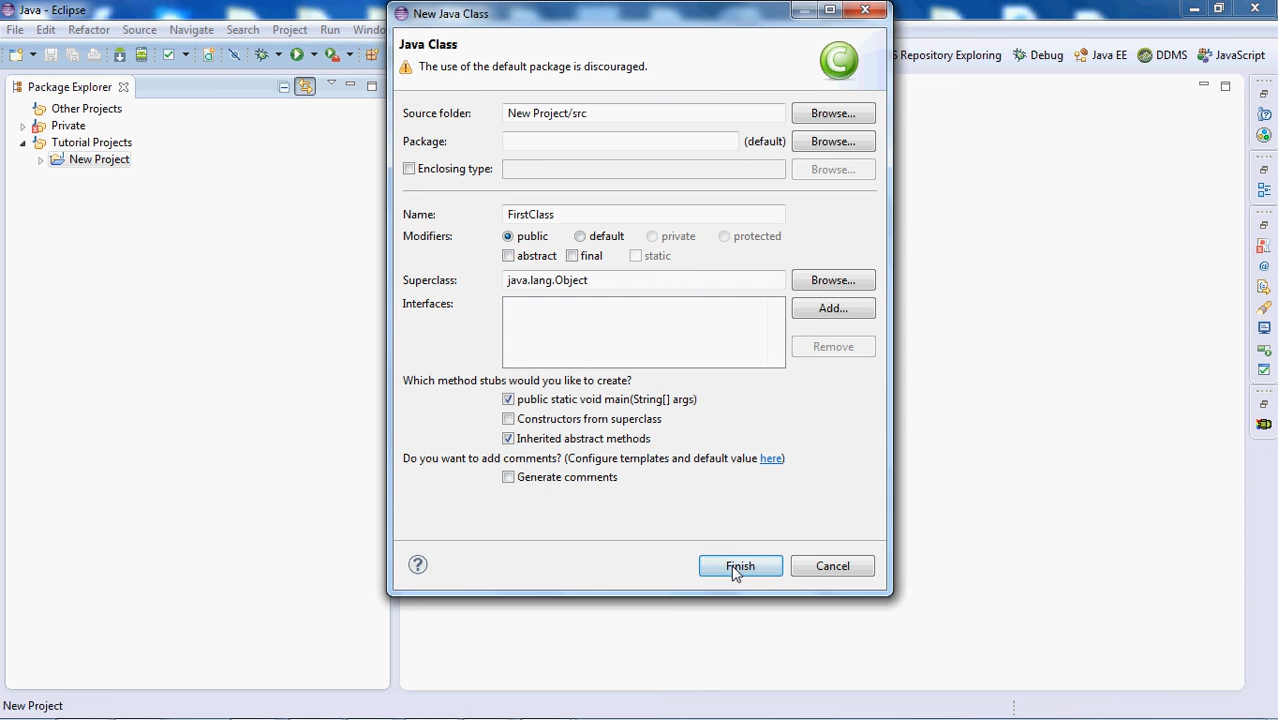 Java - Eclipse
New Java Class
File Edit Refactor Source Navigate Search Project Run
Java Class
The use of the default package is discouraged.
Repository Exploring Debug Java EE DDMS JavaScript
Package Explorer
Other Projects
Private
Tutorial Projects
New Project
Source folder: New Project/src Browse...
Package: (default) Browse...
Enclosing type: Browse...
Name: FirstClass
Modifiers: public default private protected
abstract final static
Superclass: java.lang.Object Browse...
Interfaces: Add...
Remove
Which method stubs would you like to create?
public static void main(String[] args)
Constructors from superclass
Inherited abstract methods
Do you want to add comments? (Configure templates and default value here)
Generate comments
Finish Cancel
New Project